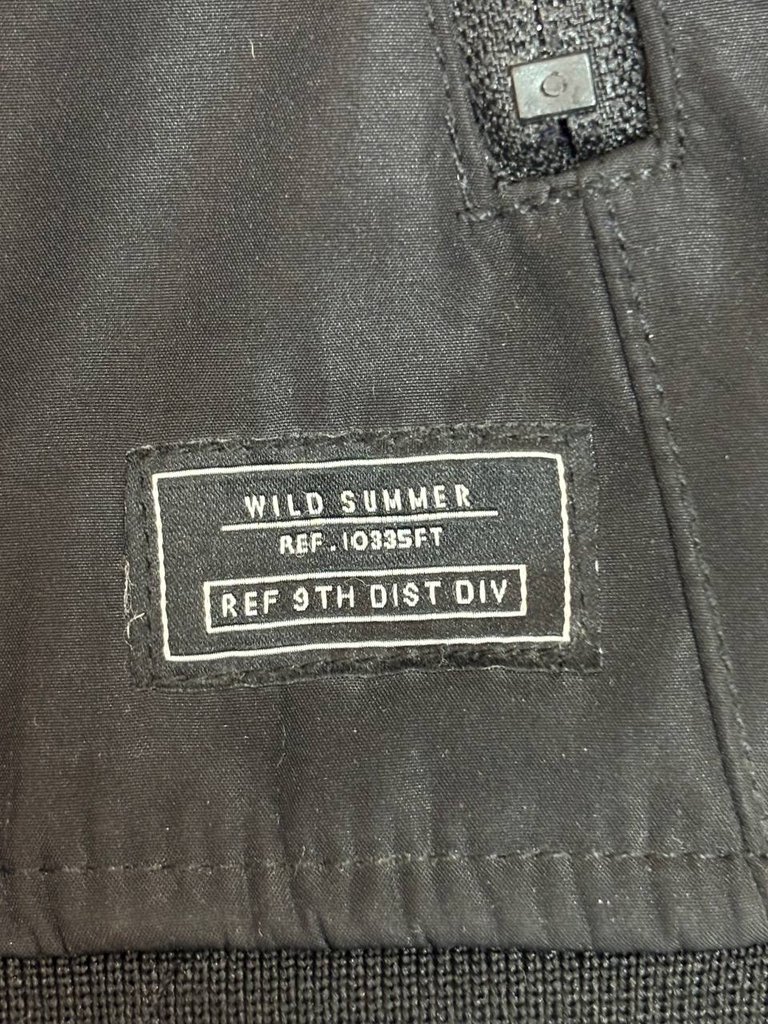 WILD SUMMER
REF.10335FT
REF 9TH DIST DIV